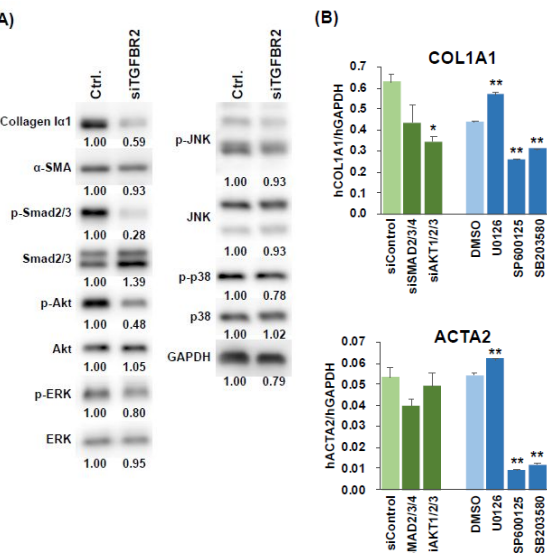 A)
Ctrl.
siTGFBR2
Collagen Iα1
1.00 0.59
α-SMA
1.00 0.93
p-Smad2/3
1.00 0.28
Smad2/3
1.00 1.39
p-Akt
1.00 0.48
Akt
1.00 1.05
p-ERK
1.00 0.80
ERK
1.00 0.95
Ctrl.
siTGFBR2
p-JNK
1.00 0.93
JNK
1.00 0.93
p-p38
1.00 0.78
p38
1.00 1.02
GAPDH
1.00 0.79
(B)
COL1A1
hCOL1A1/hGAPDH
0.7
0.6
0.5
0.4
0.3
0.2
0.1
0.0
*
**
**
**
siControl
siSMAD2/3/4
siAKT1/2/3
DMSO
U0126
SP600125
SB203580
ACTA2
hACTA2/hGAPDH
0.07
0.06
0.05
0.04
0.03
0.02
0.01
0.00
**
**
**
siControl
MAD2/3/4
iAKT1/2/3
DMSO
U0126
SP600125
SB203580